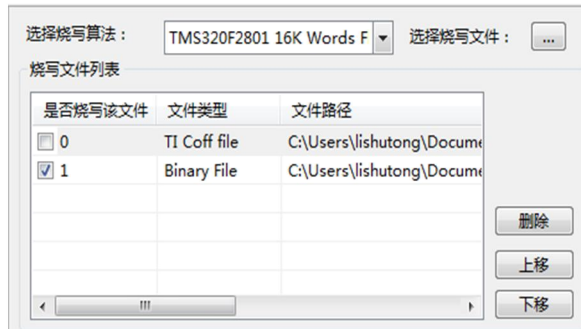 选择烧写算法： TMS320F2801 16K Words F 选择烧写文件： ...
烧写文件列表
是否烧写该文件 文件类型 文件路径
0 TI Coff file C:\Users\lishutong\Docume
1 Binary File C:\Users\lishutong\Docume
删除
上移
下移